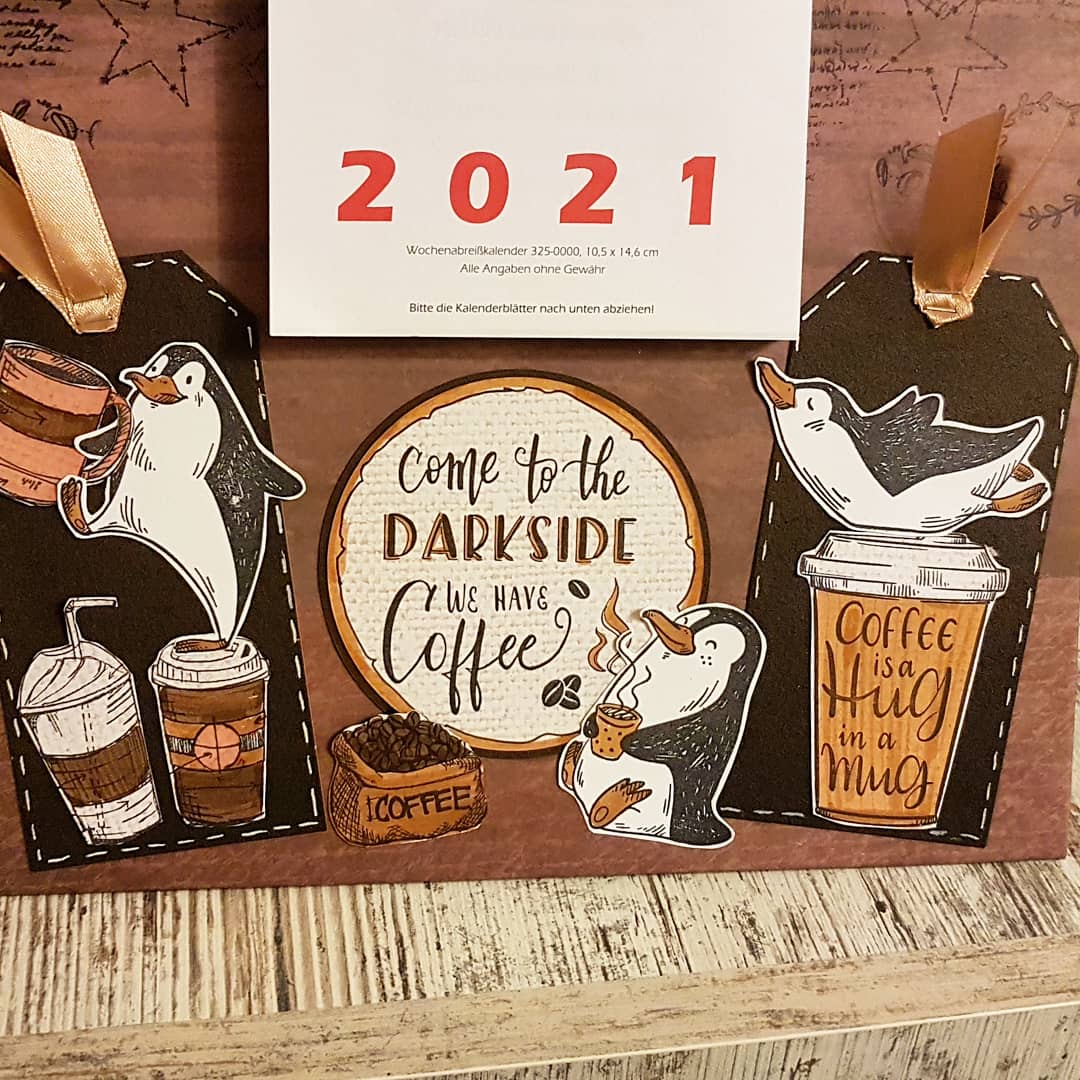 2021
Wochenabreißkalender 325-0000, 10,5 x 14,6 cm
Alle Angaben ohne Gewähr
Bitte die Kalenderblätter nach unten abziehen!
Come to the
DARKSIDE
WE HAVE
Coffee
COFFEE
COFFEE
is a
Hug
in a
mug